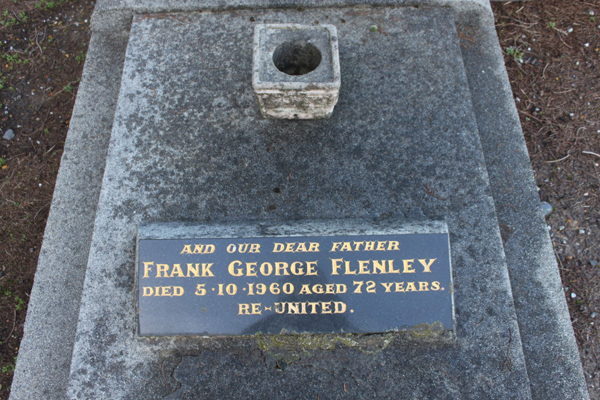 AND OUR DEAR FATHER
FRANK GEORGE FLENLEY
DIED 5·10·1960 AGED 72 YEARS.
RE-UNITED.